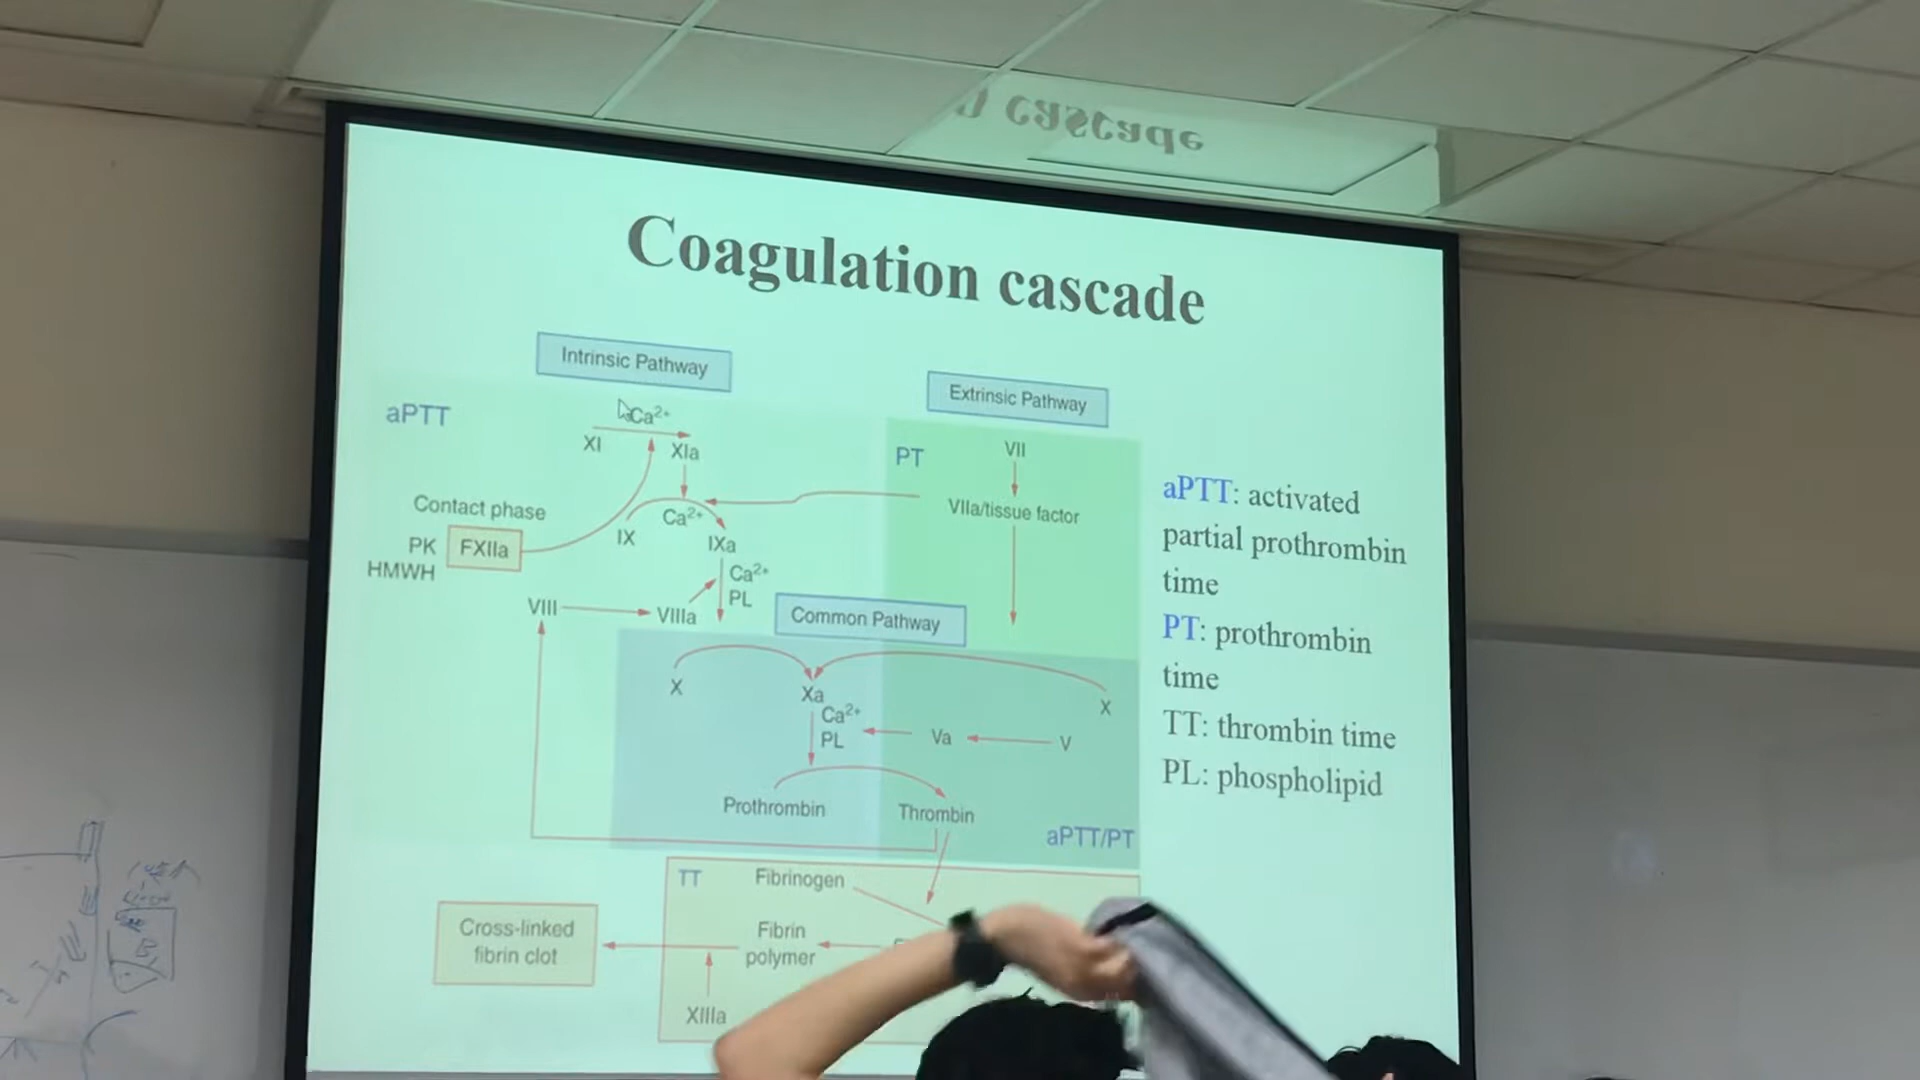 Coagulation cascade
Intrinsic Pathway
Extrinsic Pathway
aPTT
Ca²⁺
XI
XIa
PT
VII
Contact phase
PK
FXIIa
HMWH
IX
Ca²⁺
IXa
VIIa/tissue factor
Ca²⁺
PL
VIII
VIIIa
Common Pathway
X
Xa
X
Ca²⁺
PL
Va
V
Prothrombin
Thrombin
aPTT/PT
TT
Fibrinogen
Cross-linked
fibrin clot
Fibrin
polymer
XIIIa
aPTT: activated
partial prothrombin
time
PT: prothrombin
time
TT: thrombin time
PL: phospholipid